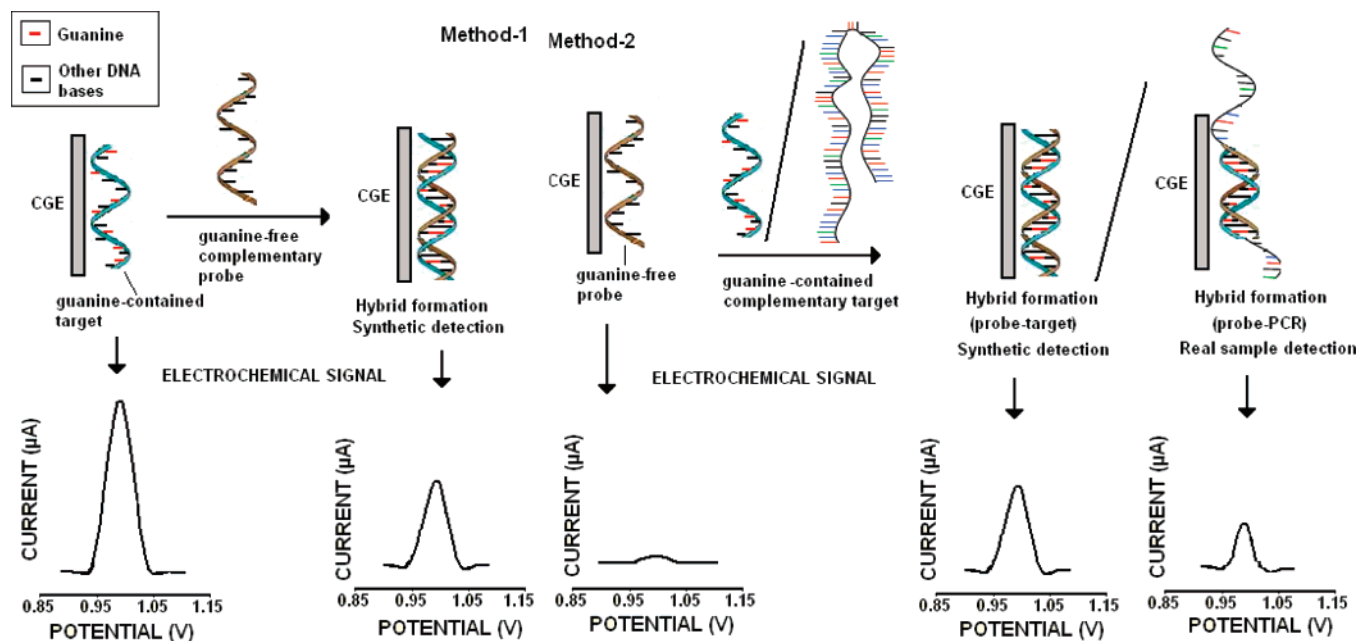 Guanine
Other DNA
bases
Method-1
Method-2
CGE
guanine-free
complementary
probe
guanine-contained
target
CGE
Hybrid formation
Synthetic detection
CGE
guanine-free
probe
guanine -contained
complementary target
CGE
Hybrid formation
(probe-target)
Synthetic detection
CGE
Hybrid formation
(probe-PCR)
Real sample detection
ELECTROCHEMICAL SIGNAL
ELECTROCHEMICAL SIGNAL
CURRENT (µA)
0.85 0.95 1.05 1.15
POTENTIAL (V)
CURRENT (µA)
0.85 0.95 1.05 1.15
POTENTIAL (V)
CURRENT (µA)
0.85 0.95 1.05 1.15
POTENTIAL (V)
CURRENT (µA)
0.85 0.95 1.05 1.15
POTENTIAL (V)
CURRENT (µA)
0.85 0.95 1.05 1.15
POTENTIAL (V)